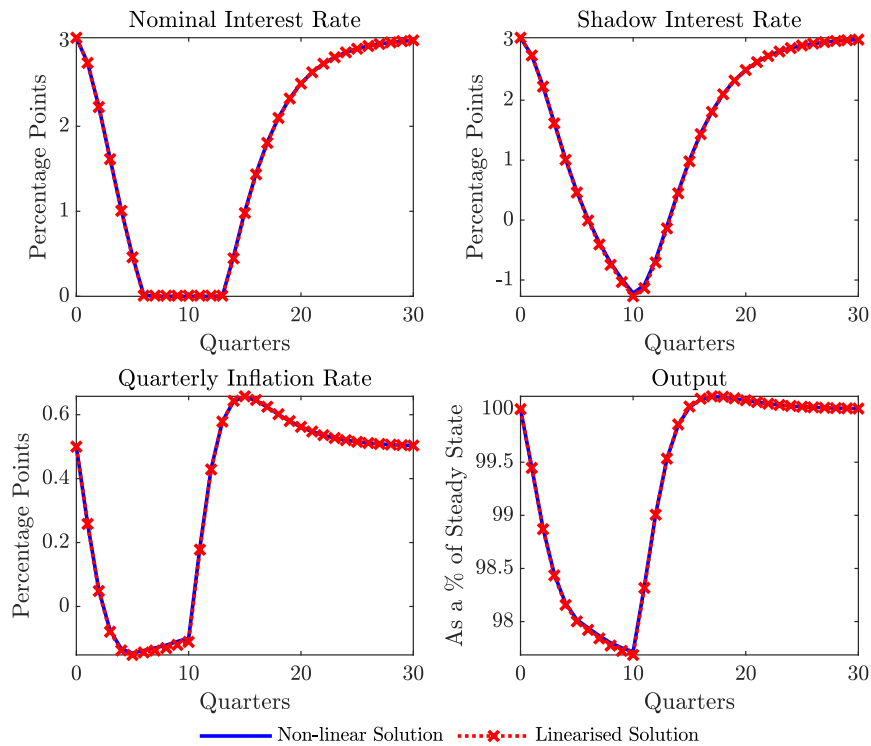 Nominal Interest Rate
Percentage Points
3
2
1
0
0
10
20
30
Quarters
Shadow Interest Rate
Percentage Points
3
2
1
0
-1
0
10
20
30
Quarters
Quarterly Inflation Rate
Percentage Points
0.6
0.4
0.2
0
0
10
20
30
Quarters
Output
As a % of Steady State
100
99.5
99
98.5
98
0
10
20
30
Quarters
Non-linear Solution
Linearised Solution